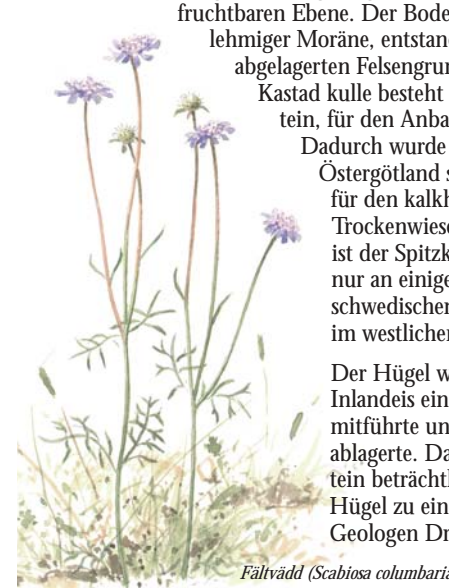 fruchtbaren Ebene. Der Bode
lehmiger Moräne, entstand
abgelagerten Felsengrun
Kastad kulle besteht
tein, für den Anba
Dadurch wurde
Östergötland s
für den kalkh
Trockenwiese
ist der Spitzk
nur an einige
schwedischer
im westlicher
Der Hügel w
Inlandeis ein
mitführte un
ablagerte. Da
tein beträchtl
Hügel zu ein
Geologen Dr
Fältvädd (Scabiosa columbaria